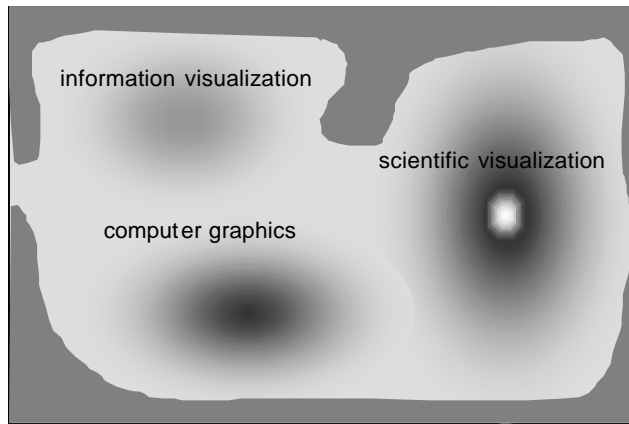 information visualization
scientific visualization
computer graphics